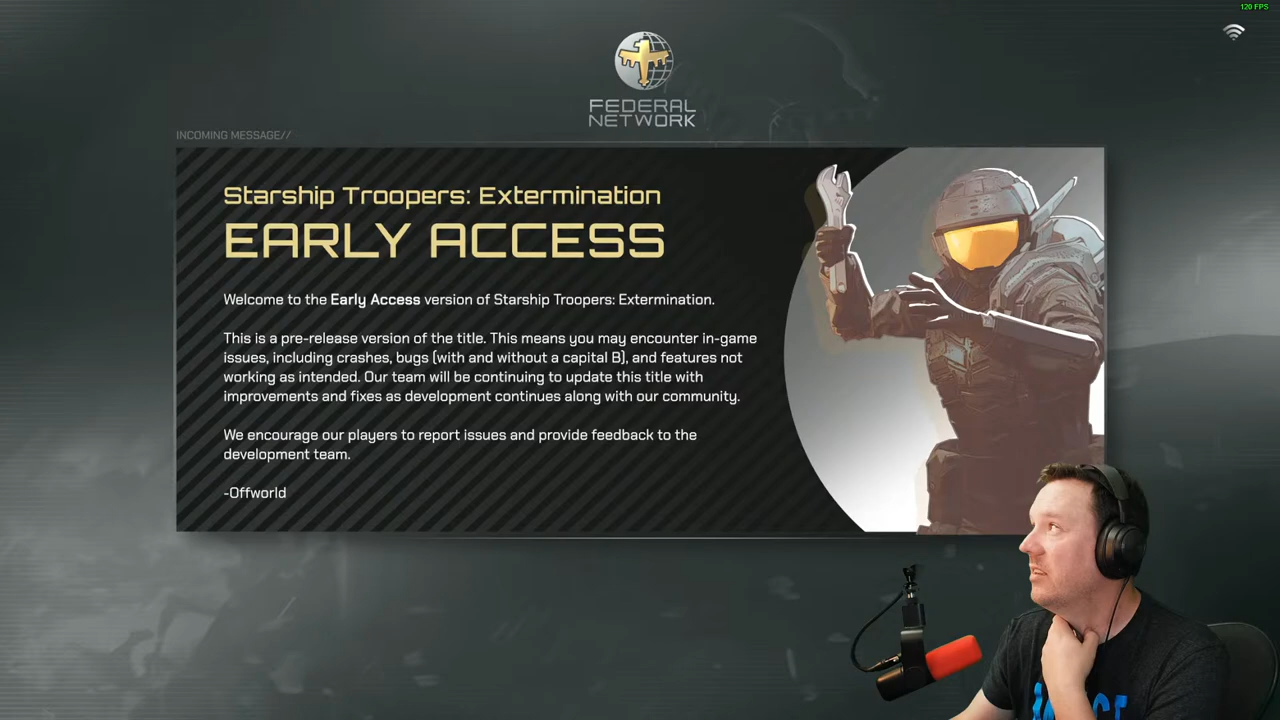 120 FPS
FEDERAL
NETWORK
INCOMING MESSAGE//
Starship Troopers: Extermination
EARLY ACCESS
Welcome to the Early Access version of Starship Troopers: Extermination.
This is a pre-release version of the title. This means you may encounter in-game
issues, including crashes, bugs [with and without a capital B], and features not
working as intended. Our team will be continuing to update this title with
improvements and fixes as development continues along with our community.
We encourage our players to report issues and provide feedback to the
development team.
-Offworld